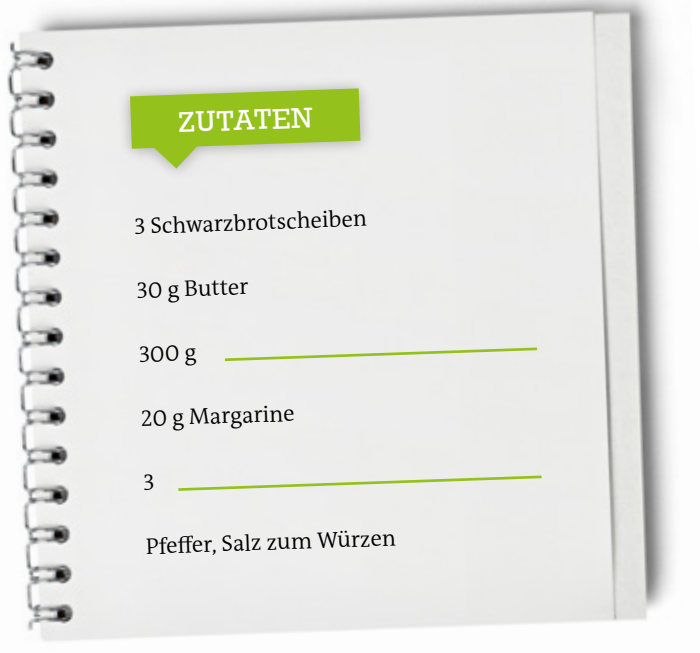 ZUTATEN
3 Schwarzbrotscheiben
30 g Butter
300 g
20 g Margarine
3
Pfeffer, Salz zum Würzen